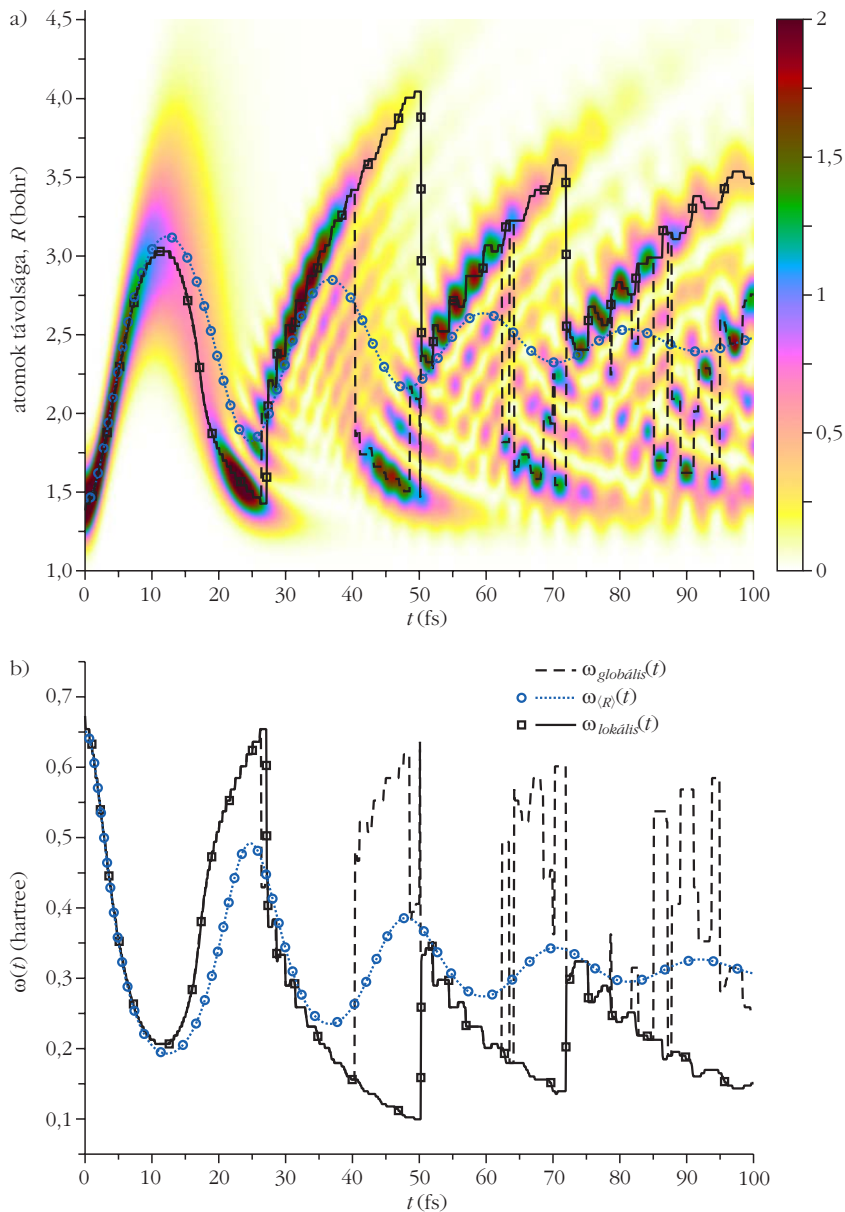 a)
atomok távolsága, R (bohr)
4,5
4,0
3,5
3,0
2,5
2,0
1,5
1,0
0 10 20 30 40 50 60 70 80 90 100
t (fs)
2
1,5
1
0,5
0
b)
ω(t) (hartree)
0,7
0,6
0,5
0,4
0,3
0,2
0,1
0 10 20 30 40 50 60 70 80 90 100
t (fs)
ωglobális(t)
ω⟨R⟩(t)
ωlokális(t)